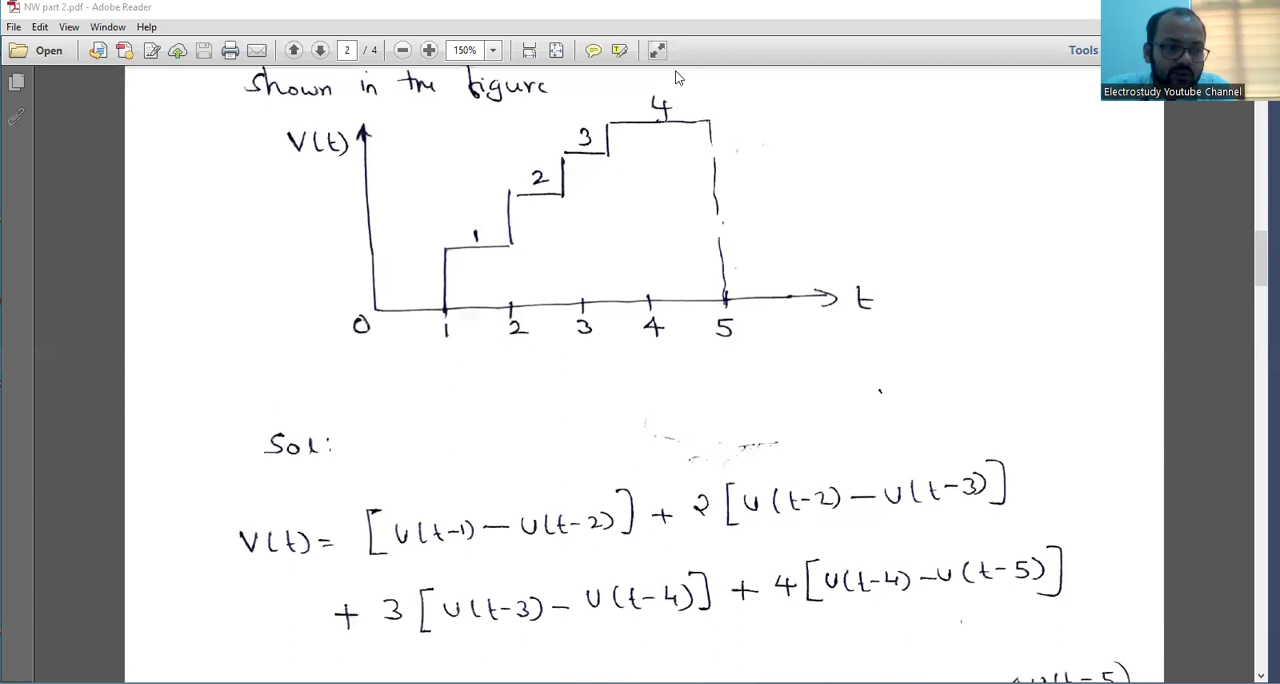 NW part 2.pdf - Adobe Reader
File Edit View Window Help
Open 2 / 4 150% Tools
Electrostudy Youtube Channel
Shown in the figure
V(t)
4
3
2
1
0 1 2 3 4 5 t
Sol:
V(t) = [U(t-1) - U(t-2)] + 2[U(t-2) - U(t-3)]
+ 3[U(t-3) - U(t-4)] + 4[U(t-4) - U(t-5)]